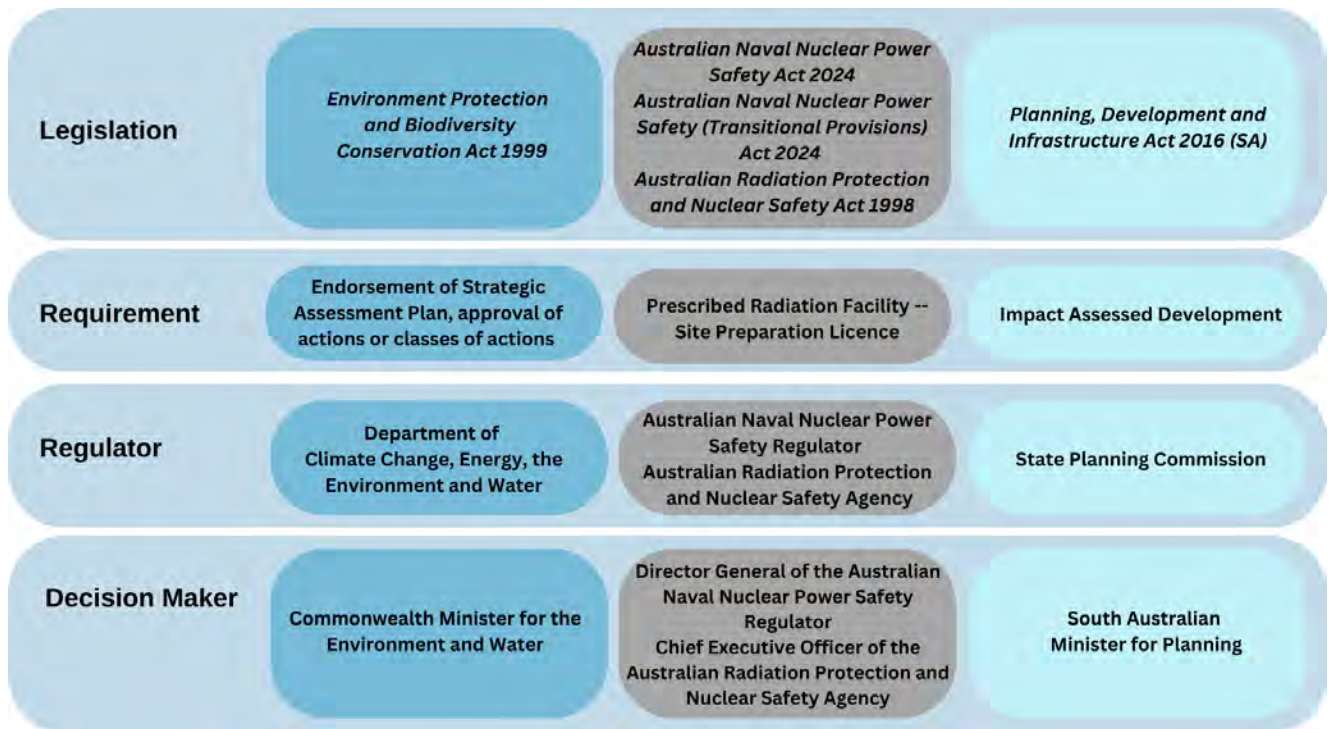 Legislation
Environment Protection
and Biodiversity
Conservation Act 1999
Australian Naval Nuclear Power
Safety Act 2024
Australian Naval Nuclear Power
Safety (Transitional Provisions)
Act 2024
Australian Radiation Protection
and Nuclear Safety Act 1998
Planning, Development and
Infrastructure Act 2016 (SA)
Requirement
Endorsement of Strategic
Assessment Plan, approval of
actions or classes of actions
Prescribed Radiation Facility --
Site Preparation Licence
Impact Assessed Development
Regulator
Department of
Climate Change, Energy, the
Environment and Water
Australian Naval Nuclear Power
Safety Regulator
Australian Radiation Protection
and Nuclear Safety Agency
State Planning Commission
Decision Maker
Commonwealth Minister for the
Environment and Water
Director General of the Australian
Naval Nuclear Power Safety
Regulator
Chief Executive Officer of the
Australian Radiation Protection and
Nuclear Safety Agency
South Australian
Minister for Planning